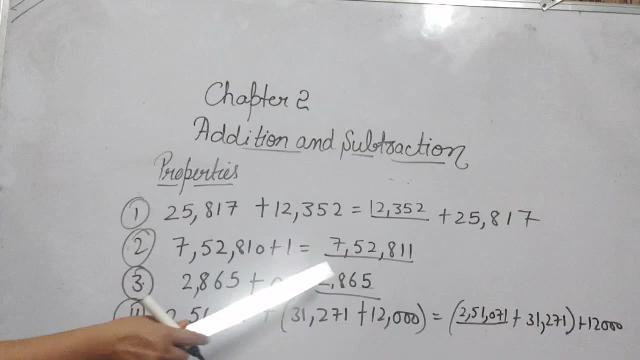 Chapter 2
Addition and Subtraction
Properties
① 25,817 + 12,352 = 12,352 + 25,817
② 7,52,810 + 1 = 7,52,811
③ 2,865 + ,865
④ + (31,271 + 12,000) = (2,51,071 + 31,271) + 12000